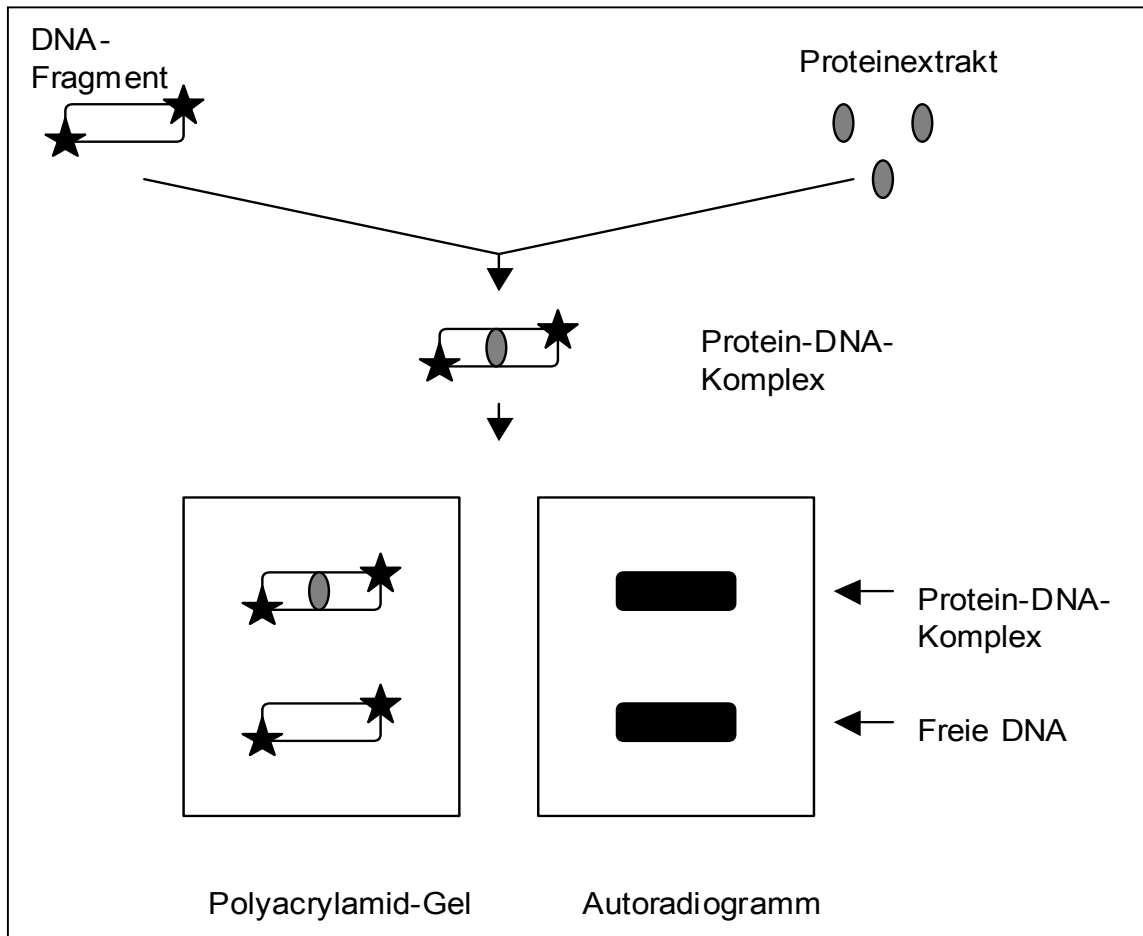 DNA-
Fragment
Proteinextrakt
Protein-DNA-
Komplex
Protein-DNA-
Komplex
Freie DNA
Polyacrylamid-Gel
Autoradiogramm